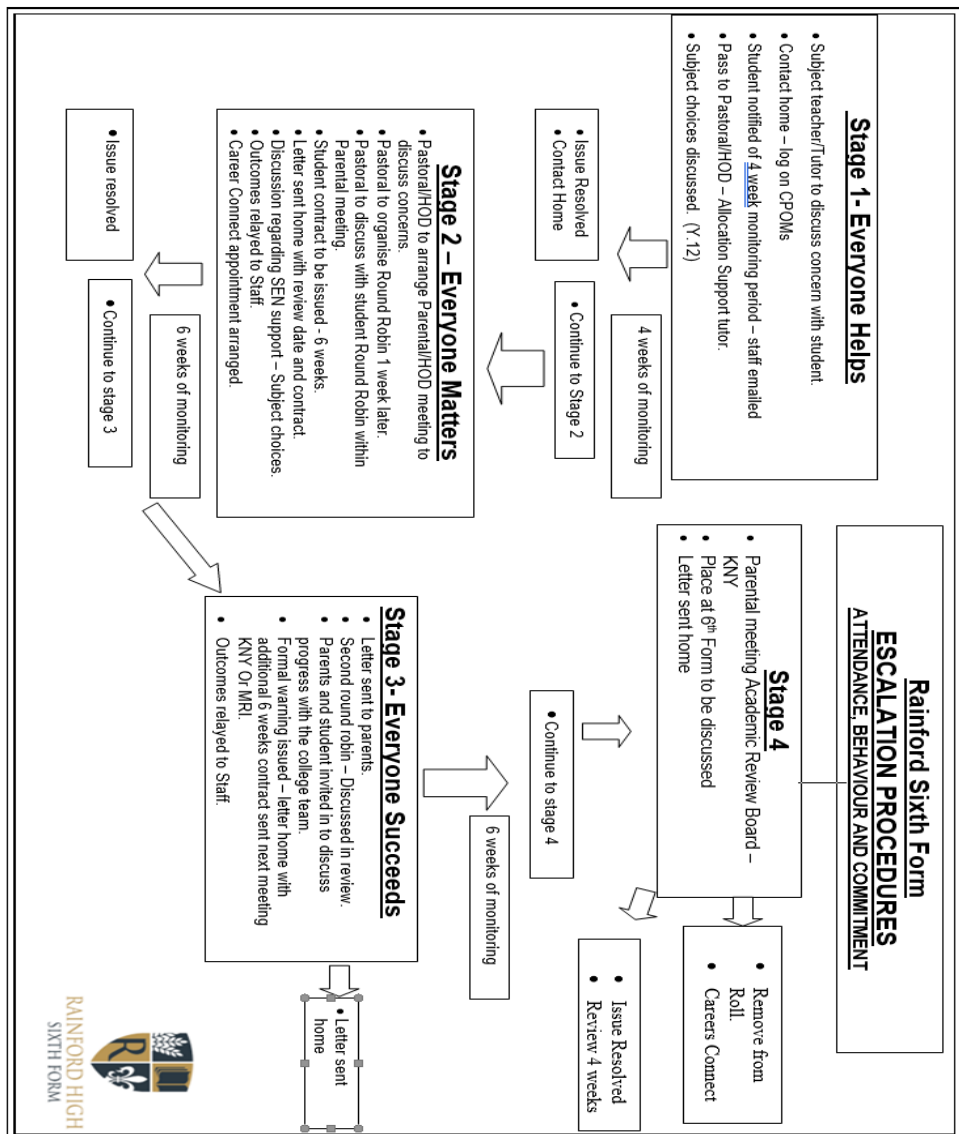 Rainford Sixth Form
ESCALATION PROCEDURES
ATTENDANCE, BEHAVIOUR AND COMMITMENT
Stage 1- Everyone Helps
• Subject teacher/Tutor to discuss concern with student.
• Contact home – log on CPOMs
• Student notified of 4 week monitoring period – staff emailed
• Pass to Pastoral/HOD – Allocation Support tutor.
• Subject choices discussed. (Y.12)
4 weeks of monitoring
• Issue Resolved
• Contact Home
• Continue to Stage 2
Stage 2 – Everyone Matters
• Pastoral/HOD to arrange Parental/HOD meeting to
discuss concerns.
• Pastoral to organise Round Robin 1 week later.
• Pastoral to discuss with student Round Robin within
Parental meeting.
• Student contract to be issued - 6 weeks.
• Letter sent home with review date and contract.
• Discussion regarding SEN support – Subject choices.
• Outcomes relayed to Staff.
• Career Connect appointment arranged.
6 weeks of monitoring
• Issue resolved
• Continue to stage 3
Stage 3- Everyone Succeeds
• Letter sent to parents.
• Second round robin – Discussed in review.
• Parents and student invited in to discuss
progress with the college team.
• Formal warning issued – letter home with
additional 6 weeks contract sent next meeting
KNY Or MRI.
• Outcomes relayed to Staff.
• Letter sent
home
6 weeks of monitoring
• Continue to stage 4
Stage 4
• Parental meeting Academic Review Board –
KNY
• Place at 6th Form to be discussed
• Letter sent home
• Remove from
Roll.
• Careers Connect
• Issue Resolved
• Review 4 weeks
R
RAINFORD HIGH
SIXTH FORM